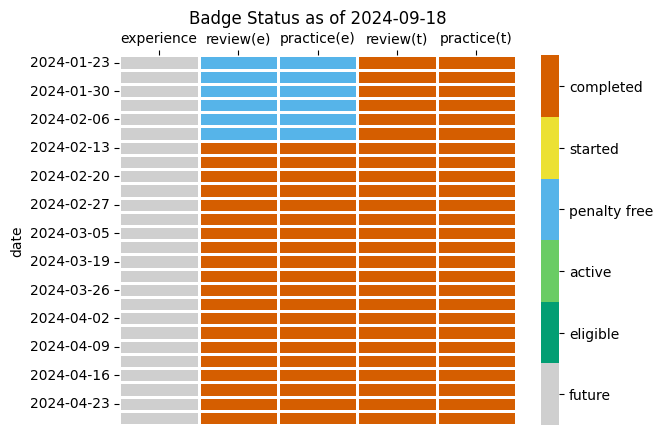 Badge Status as of 2024-09-18
experience review(e) practice(e) review(t) practice(t)
date
2024-01-23
2024-01-30
2024-02-06
2024-02-13
2024-02-20
2024-02-27
2024-03-05
2024-03-19
2024-03-26
2024-04-02
2024-04-09
2024-04-16
2024-04-23
completed
started
penalty free
active
eligible
future